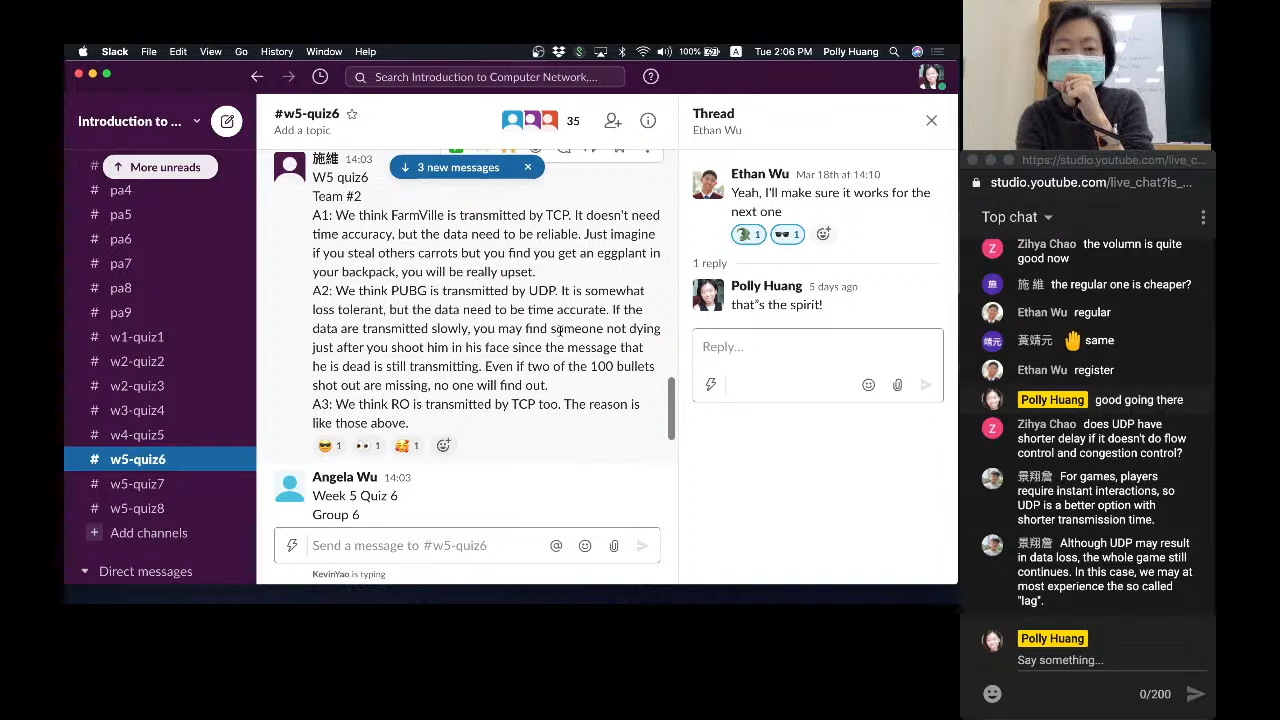 Slack File Edit View Go History Window Help
100% A Tue 2:06 PM Polly Huang
Search Introduction to Computer Network,...
Introduction to ...
More unreads
# pa4
# pa5
# pa6
# pa7
# pa8
# pa9
# w1-quiz1
# w2-quiz2
# w2-quiz3
# w3-quiz4
# w4-quiz5
# w5-quiz6
# w5-quiz7
# w5-quiz8
Add channels
Direct messages
#w5-quiz6
Add a topic
35
3 new messages
施維 14:03
W5 quiz6
Team #2
A1: We think FarmVille is transmitted by TCP. It doesn't need
time accuracy, but the data need to be reliable. Just imagine
if you steal others carrots but you find you get an eggplant in
your backpack, you will be really upset.
A2: We think PUBG is transmitted by UDP. It is somewhat
loss tolerant, but the data need to be time accurate. If the
data are transmitted slowly, you may find someone not dying
just after you shoot him in his face since the message that
he is dead is still transmitting. Even if two of the 100 bullets
shot out are missing, no one will find out.
A3: We think RO is transmitted by TCP too. The reason is
like those above.
1 1 1
Angela Wu 14:03
Week 5 Quiz 6
Group 6
Send a message to #w5-quiz6
KevinYao is typing
Thread
Ethan Wu
Ethan Wu Mar 18th at 14:10
Yeah, I'll make sure it works for the
next one
1 1
1 reply
Polly Huang 5 days ago
that"s the spirit!
Reply...
https://studio.youtube.com/live_c...
studio.youtube.com/live_chat?is_...
Top chat
Z Zihya Chao the volumn is quite
good now
施 施 維 the regular one is cheaper?
Ethan Wu regular
靖元 黃靖元 same
Ethan Wu register
Polly Huang good going there
Z Zihya Chao does UDP have
shorter delay if it doesn't do flow
control and congestion control?
景翔詹 For games, players
require instant interactions, so
UDP is a better option with
shorter transmission time.
景翔詹 Although UDP may result
in data loss, the whole game still
continues. In this case, we may at
most experience the so called
"lag".
Polly Huang
Say something...
0/200